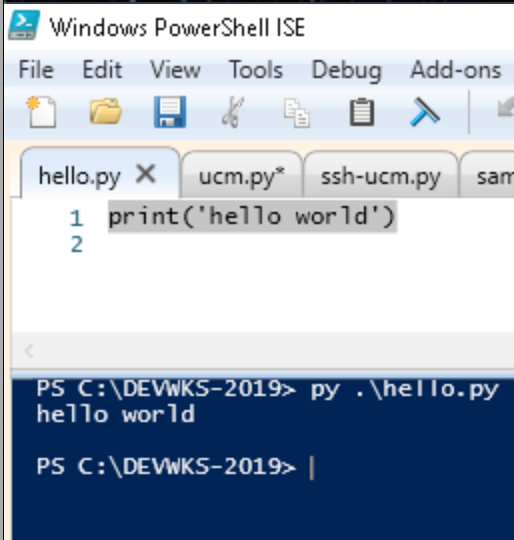 Windows PowerShell ISE
File Edit View Tools Debug Add-ons
hello.py ucm.py* ssh-ucm.py sam
1 print('hello world')
2
PS C:\DEVWKS-2019> py .\hello.py
hello world
PS C:\DEVWKS-2019>